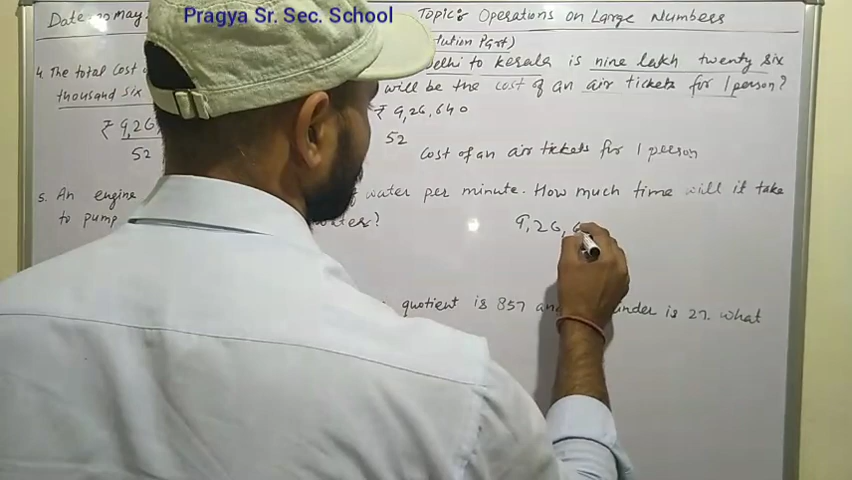 Pragya Sr. Sec. School
Date: 20 may. Topic: Operations on Large Numbers
Part)
4. The total cost Delhi to kerala is nine lakh twenty six
thousand six will be the cost of an air tickets for 1 person?
₹ 9,26, ₹ 9,26,640
52 52
Cost of an air tickets for 1 person
5. An engine of water per minute. How much time will it take
to pump water?
9,26,6
quotient is 857 and is 27. what